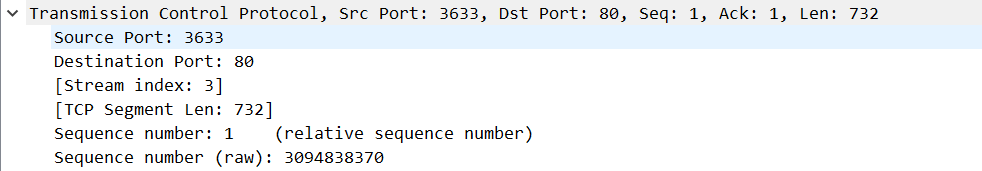 Transmission Control Protocol, Src Port: 3633, Dst Port: 80, Seq: 1, Ack: 1, Len: 732
Source Port: 3633
Destination Port: 80
[Stream index: 3]
[TCP Segment Len: 732]
Sequence number: 1    (relative sequence number)
Sequence number (raw): 3094838370